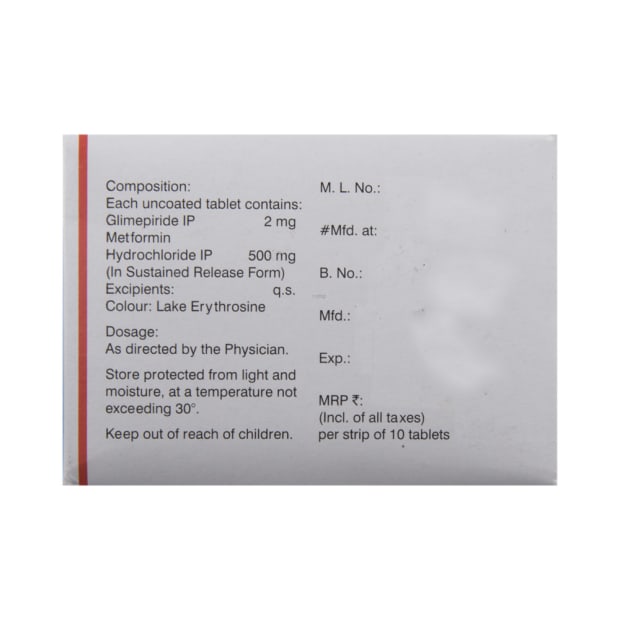 Composition:
Each uncoated tablet contains:
Glimepiride IP 2 mg
Metformin
Hydrochloride IP 500 mg
(In Sustained Release Form)
Excipients: q.s.
Colour: Lake Erythrosine
Dosage:
As directed by the Physician.
Store protected from light and
moisture, at a temperature not
exceeding 30°.
Keep out of reach of children.
M. L. No.:
#Mfd. at:
B. No.:
Mfd.:
Exp.:
MRP ₹:
(Incl. of all taxes)
per strip of 10 tablets